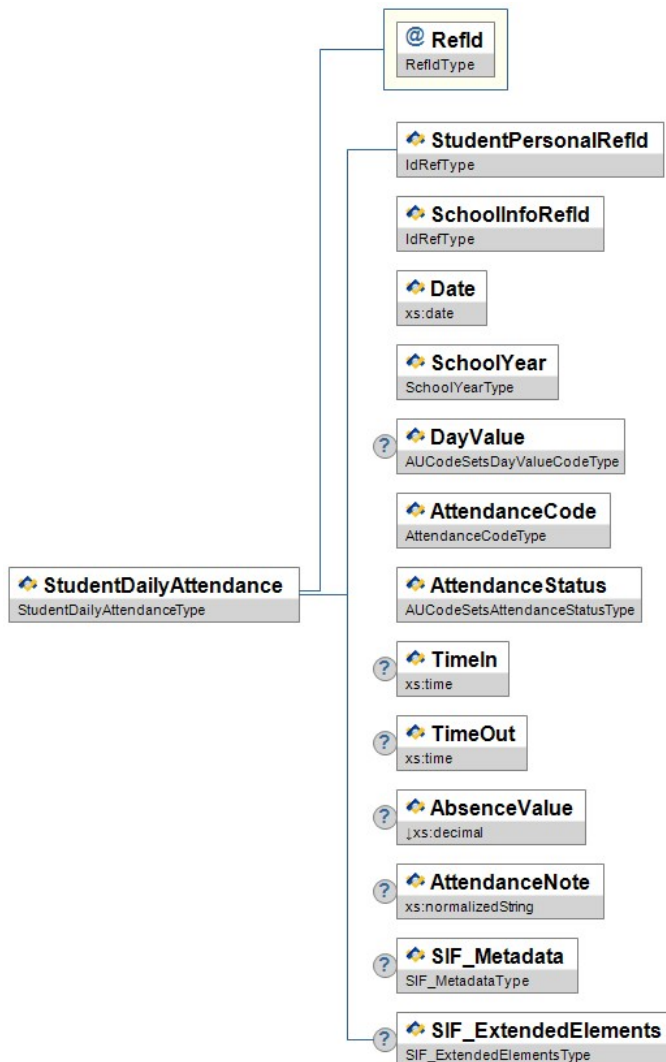 @ RefId
RefIdType
StudentPersonalRefId
IdRefType
SchoolInfoRefId
IdRefType
Date
xs:date
SchoolYear
SchoolYearType
? DayValue
AUCodeSetsDayValueCodeType
AttendanceCode
AttendanceCodeType
StudentDailyAttendance
StudentDailyAttendanceType
AttendanceStatus
AUCodeSetsAttendanceStatusType
? TimeIn
xs:time
? TimeOut
xs:time
? AbsenceValue
↓xs:decimal
? AttendanceNote
xs:normalizedString
? SIF_Metadata
SIF_MetadataType
? SIF_ExtendedElements
SIF_ExtendedElementsType